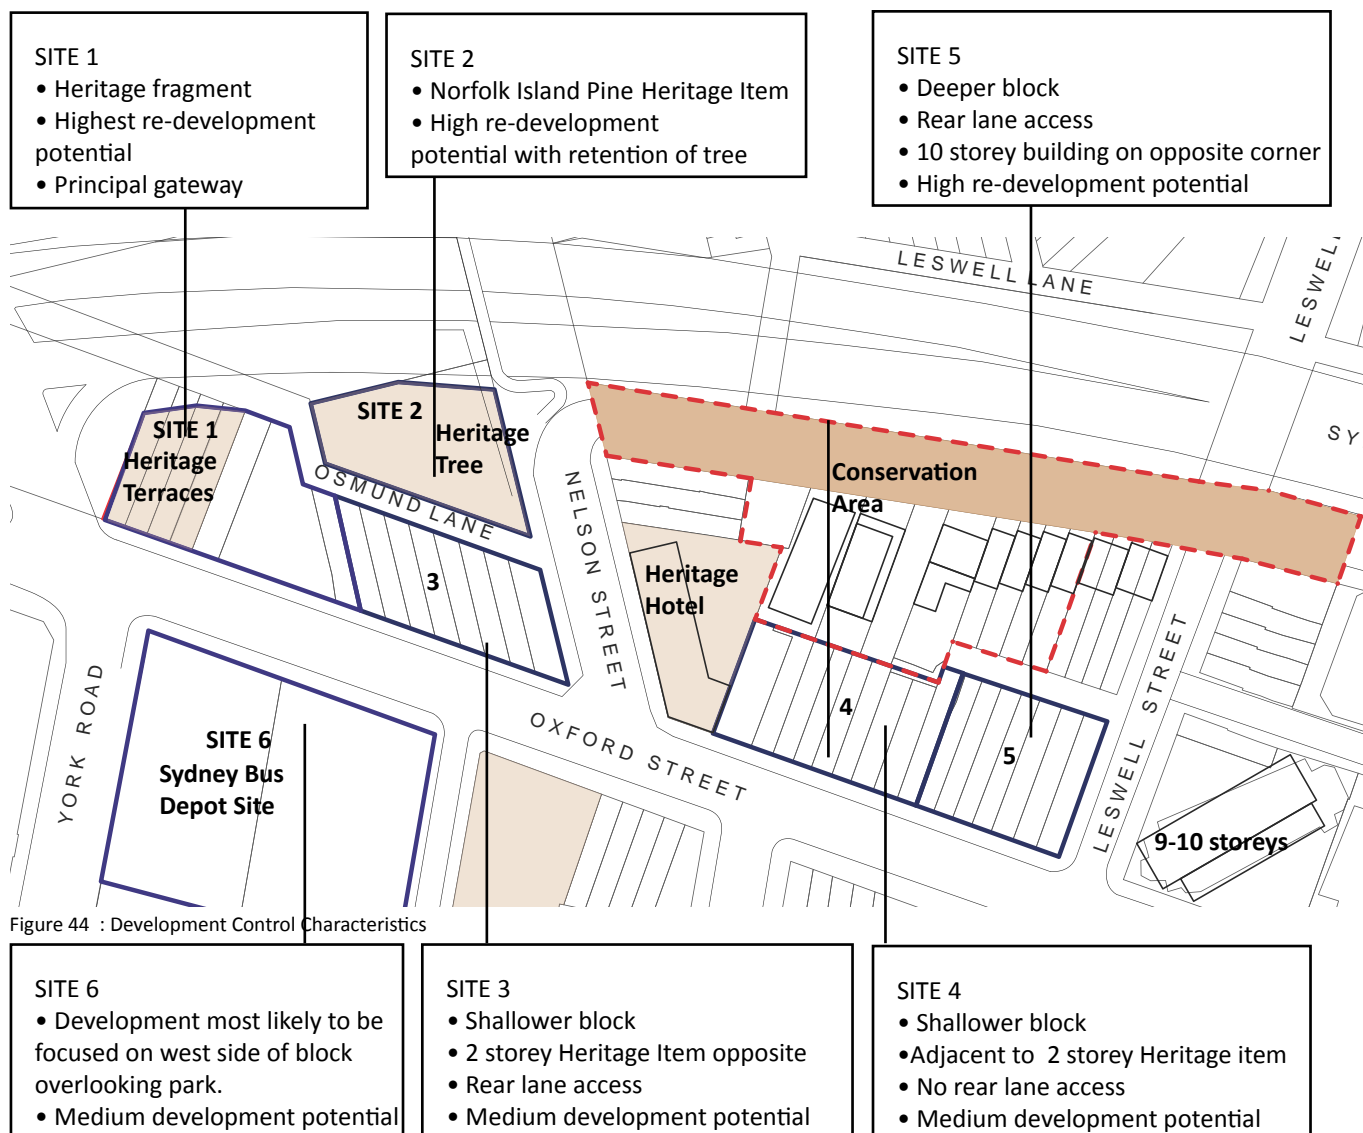 SITE 1
• Heritage fragment
• Highest re-development
potential
• Principal gateway
SITE 2
• Norfolk Island Pine Heritage Item
• High re-development
potential with retention of tree
SITE 5
• Deeper block
• Rear lane access
• 10 storey building on opposite corner
• High re-development potential
LESWELL LANE
LESWELL
SY
SITE 1
Heritage
Terraces
SITE 2
Heritage
Tree
OSMUND LANE
NELSON STREET
Conservation
Area
Heritage
Hotel
3
4
5
OXFORD STREET
LESWELL STREET
YORK ROAD
SITE 6
Sydney Bus
Depot Site
9-10 storeys
Figure 44 : Development Control Characteristics
SITE 6
• Development most likely to be
focused on west side of block
overlooking park.
• Medium development potential
SITE 3
• Shallower block
• 2 storey Heritage Item opposite
• Rear lane access
• Medium development potential
SITE 4
• Shallower block
•Adjacent to 2 storey Heritage item
• No rear lane access
• Medium development potential